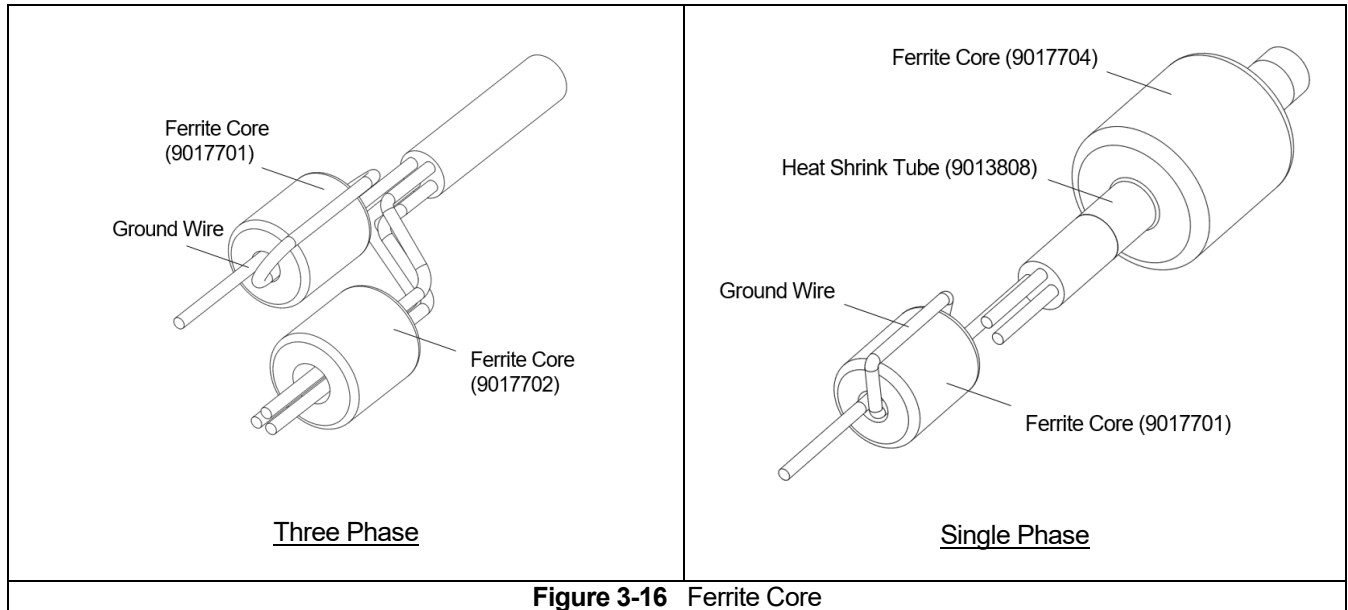 Ferrite Core
(9017701)
Ground Wire
Ferrite Core
(9017702)
Three Phase
Ferrite Core (9017704)
Heat Shrink Tube (9013808)
Ground Wire
Ferrite Core (9017701)
Single Phase
Figure 3-16 Ferrite Core